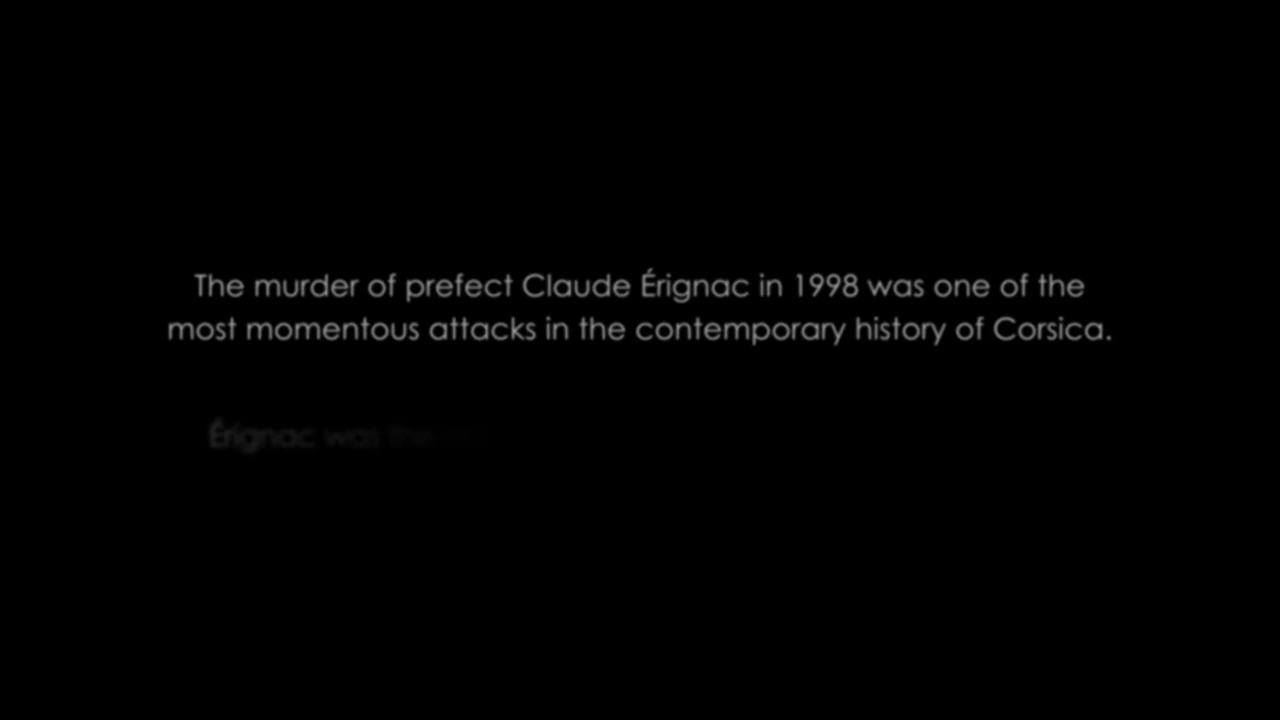 The murder of prefect Claude Érignac in 1998 was one of the
most momentous attacks in the contemporary history of Corsica.
Érignac was the